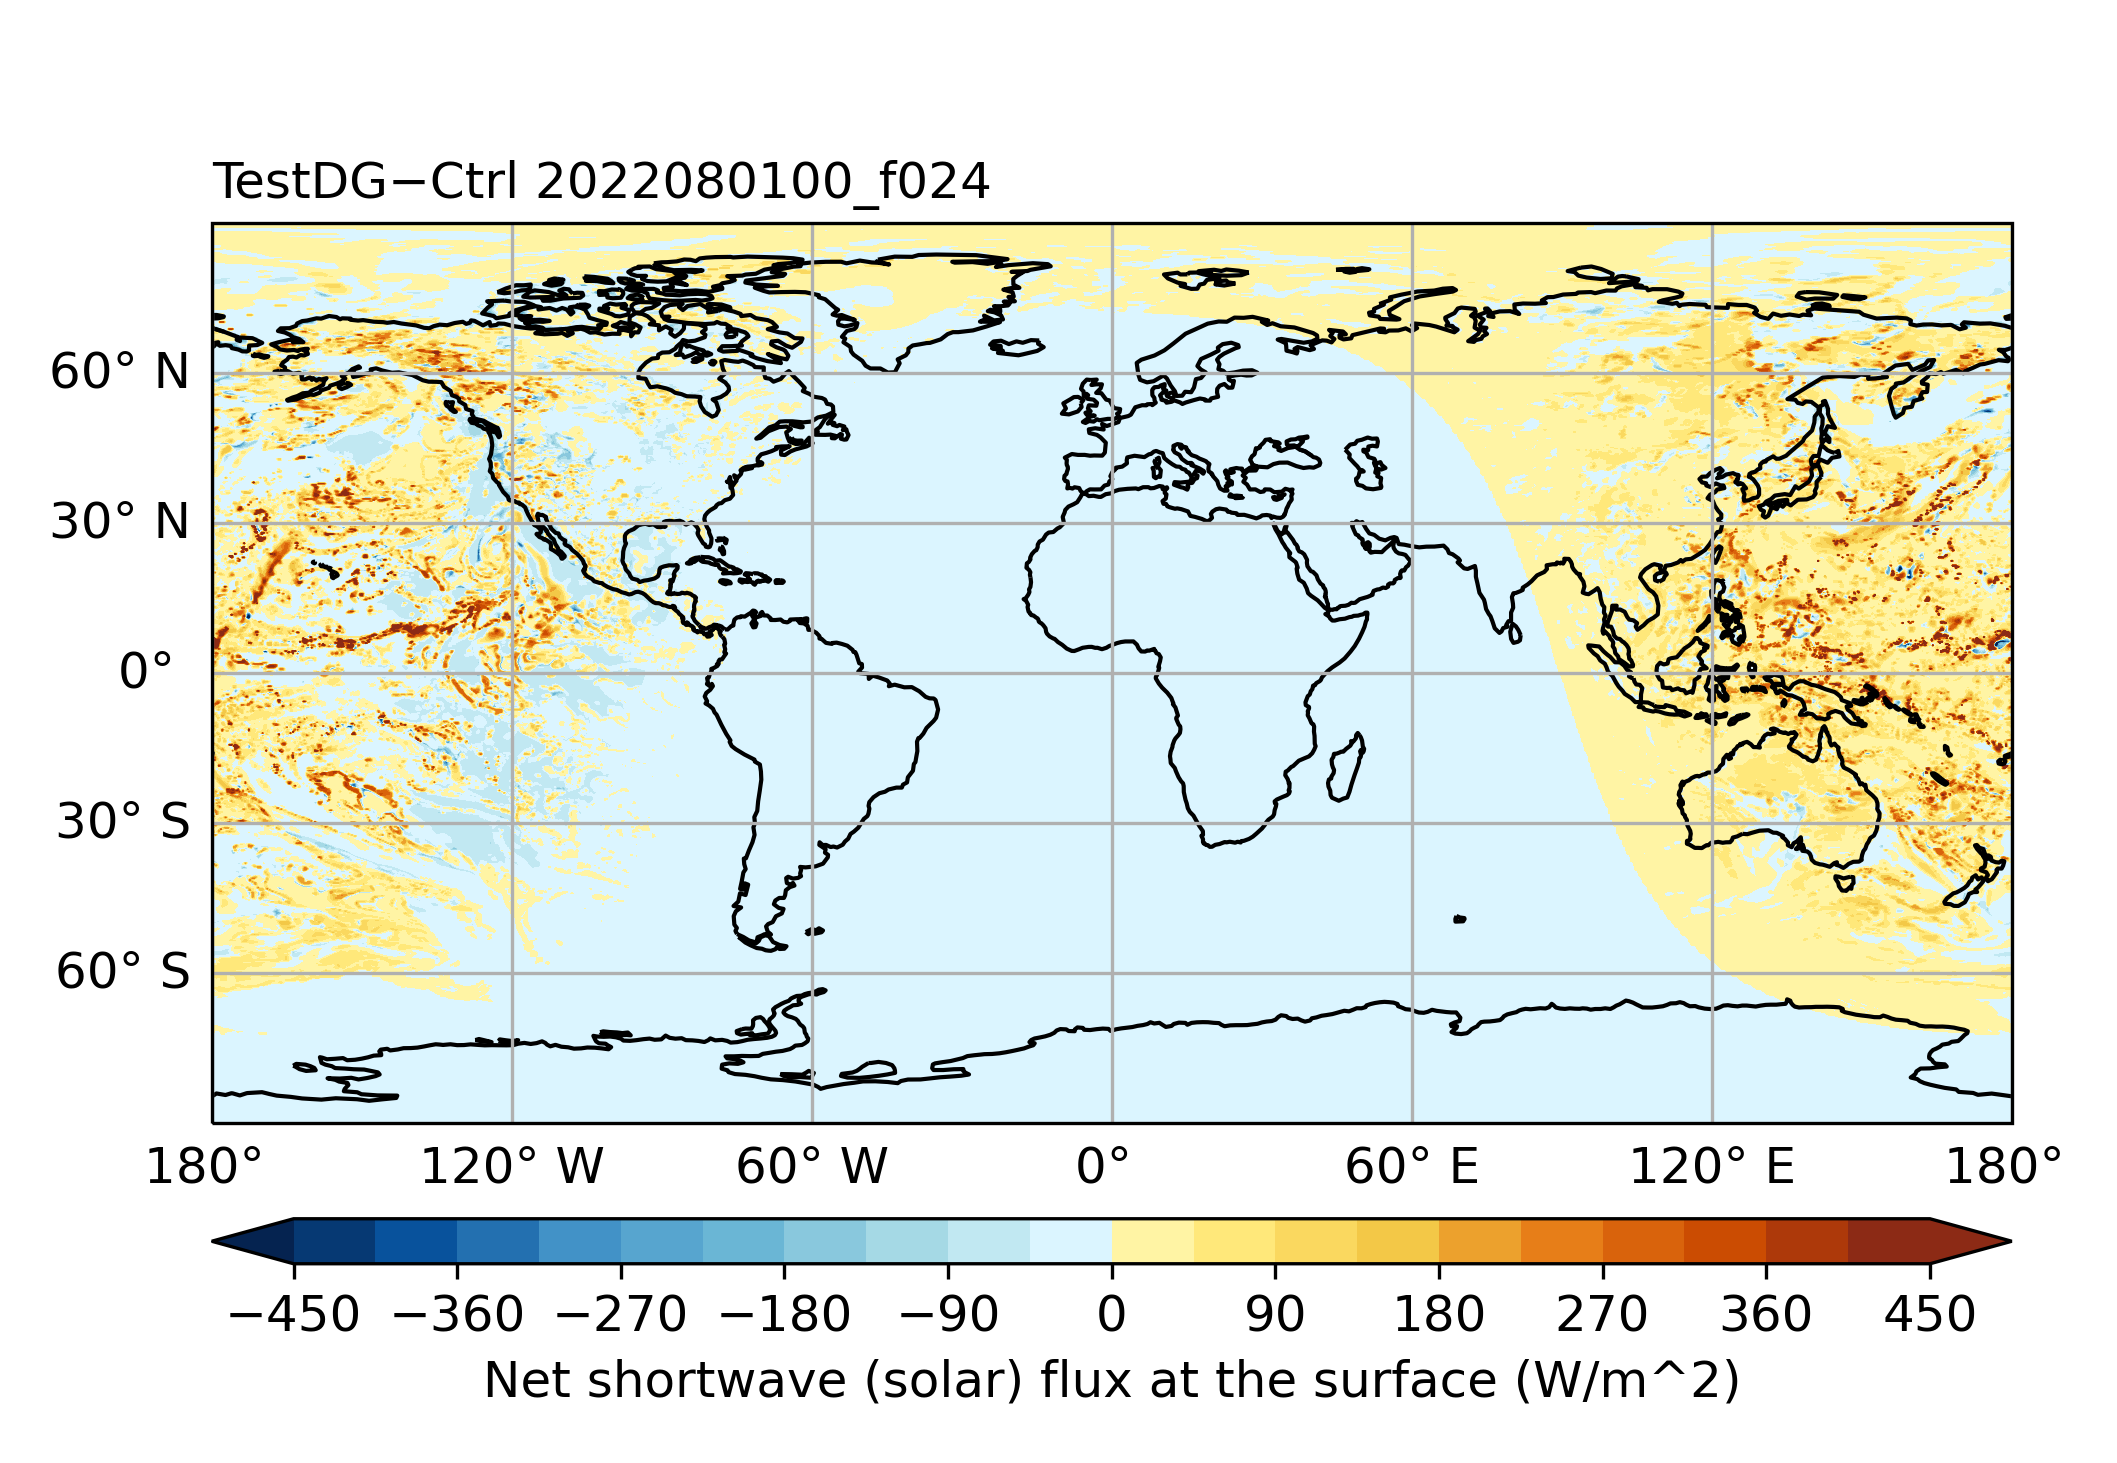 TestDG−Ctrl 2022080100_f024
60° N
30° N
0°
30° S
60° S
180° 120° W 60° W 0° 60° E 120° E 180°
−450 −360 −270 −180 −90 0 90 180 270 360 450
Net shortwave (solar) flux at the surface (W/m^2)